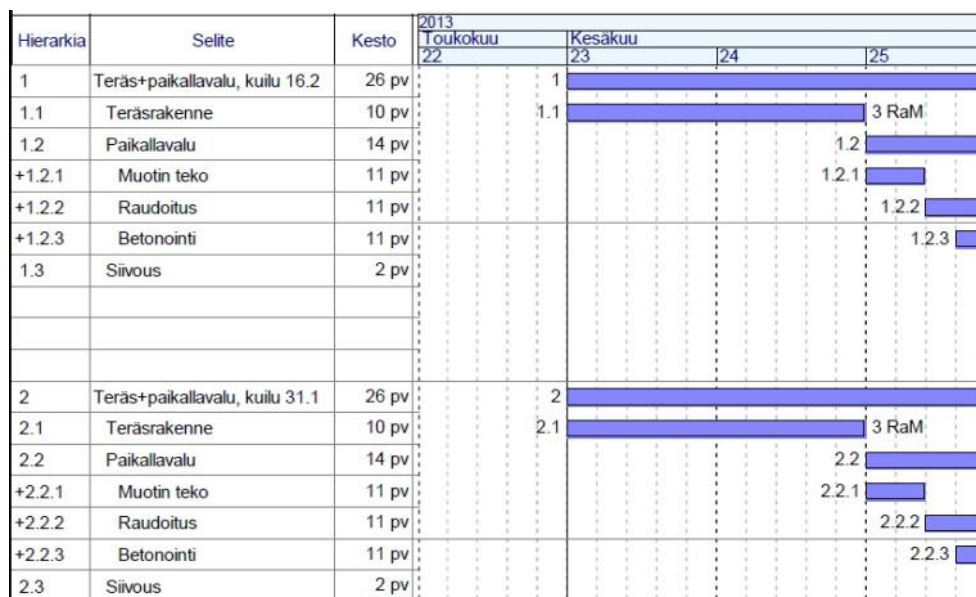 2013
Hierarkia Selite Kesto Toukokuu Kesäkuu
22 23 24 25
1 Teräs+paikallavalu, kuilu 16.2 26 pv 1
1.1 Teräsrakenne 10 pv 1.1 3 RaM
1.2 Paikallavalu 14 pv 1.2
+1.2.1 Muotin teko 11 pv 1.2.1
+1.2.2 Raudoitus 11 pv 1.2.2
+1.2.3 Betonointi 11 pv 1.2.3
1.3 Siivous 2 pv
2 Teräs+paikallavalu, kuilu 31.1 26 pv 2
2.1 Teräsrakenne 10 pv 2.1 3 RaM
2.2 Paikallavalu 14 pv 2.2
+2.2.1 Muotin teko 11 pv 2.2.1
+2.2.2 Raudoitus 11 pv 2.2.2
+2.2.3 Betonointi 11 pv 2.2.3
2.3 Siivous 2 pv